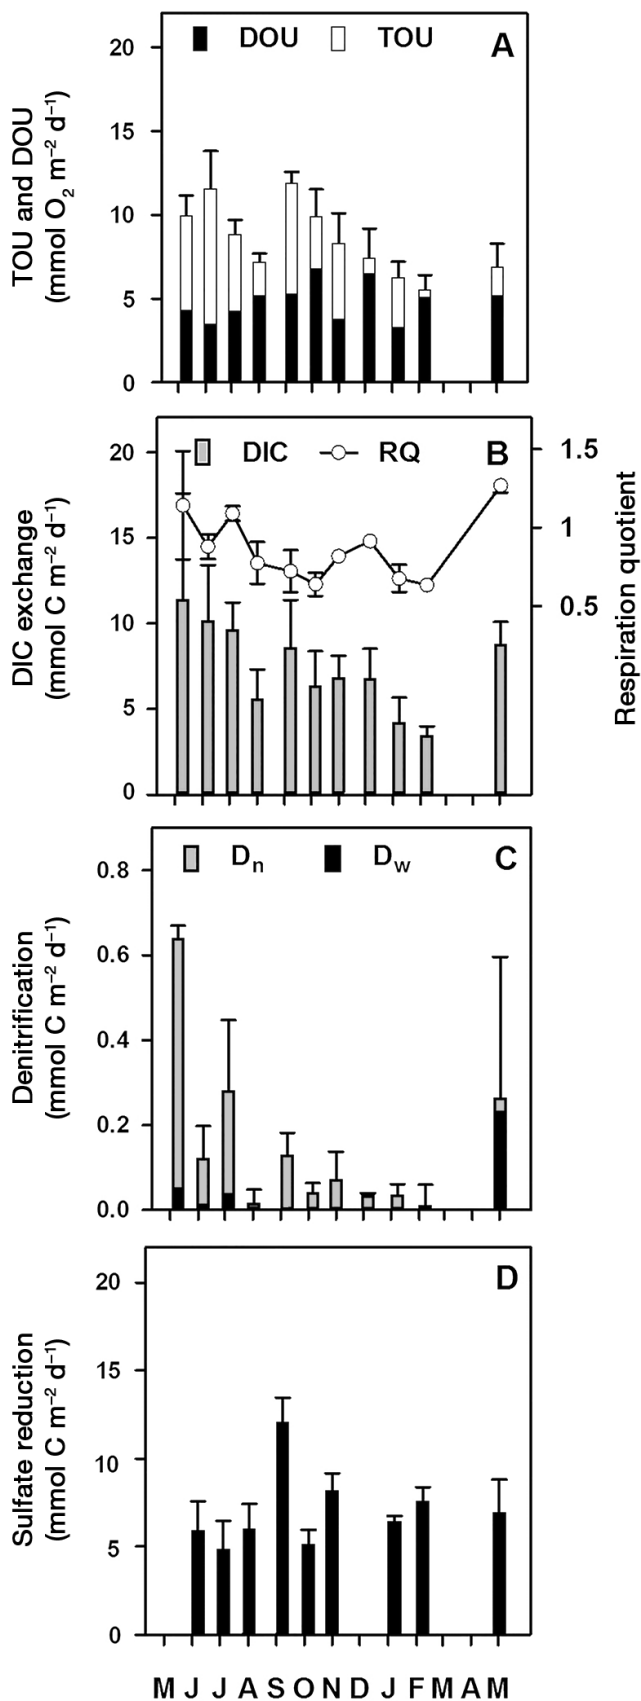 DOU TOU A
TOU and DOU
(mmol O₂ m⁻² d⁻¹)
20
15
10
5
0
DIC RQ B
DIC exchange
(mmol C m⁻² d⁻¹)
20
15
10
5
0
1.5
1
0.5
Respiration quotient
Dₙ D_w C
Denitrification
(mmol C m⁻² d⁻¹)
0.8
0.6
0.4
0.2
0.0
D
Sulfate reduction
(mmol C m⁻² d⁻¹)
20
15
10
5
0
M J J A S O N D J F M A M